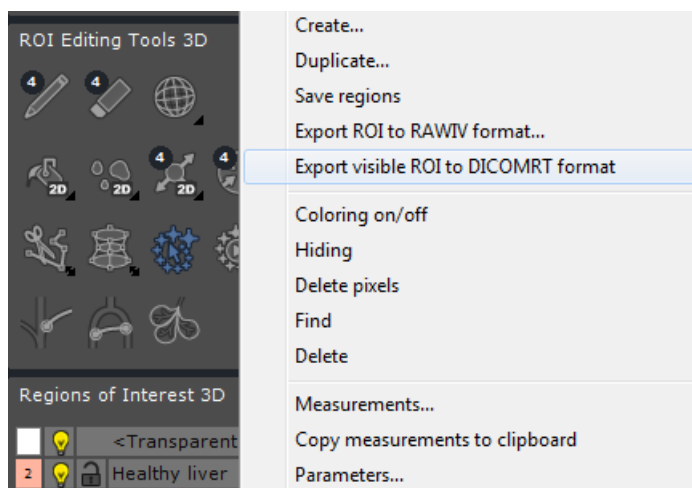 ROI Editing Tools 3D
4
4
2D
2D
4
2D
4
Regions of Interest 3D
<Transparent
2 Healthy liver
Create...
Duplicate...
Save regions
Export ROI to RAWIV format...
Export visible ROI to DICOMRT format
Coloring on/off
Hiding
Delete pixels
Find
Delete
Measurements...
Copy measurements to clipboard
Parameters...